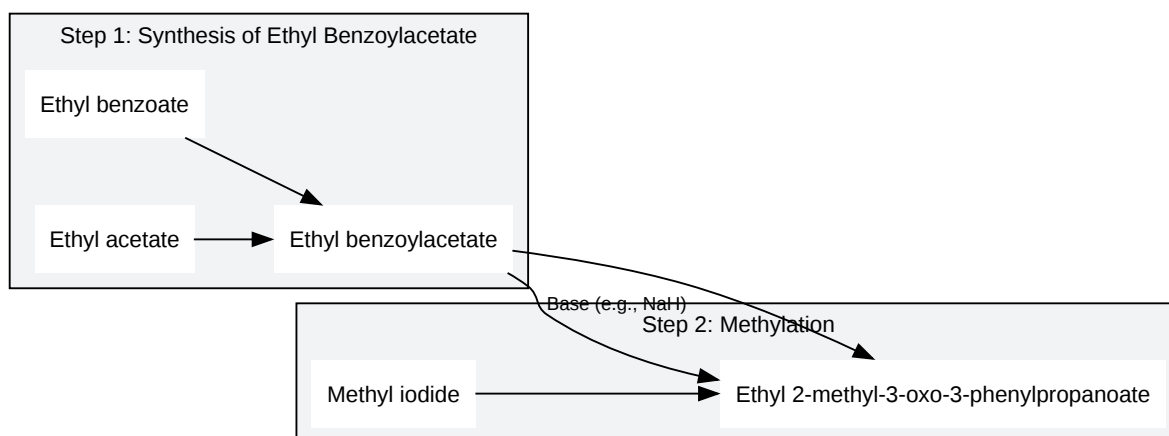 Step 1: Synthesis of Ethyl Benzoylacetate
Ethyl benzoate
Ethyl acetate
Ethyl benzoylacetate
Base (e.g., NaH)
Step 2: Methylation
Methyl iodide
Ethyl 2-methyl-3-oxo-3-phenylpropanoate